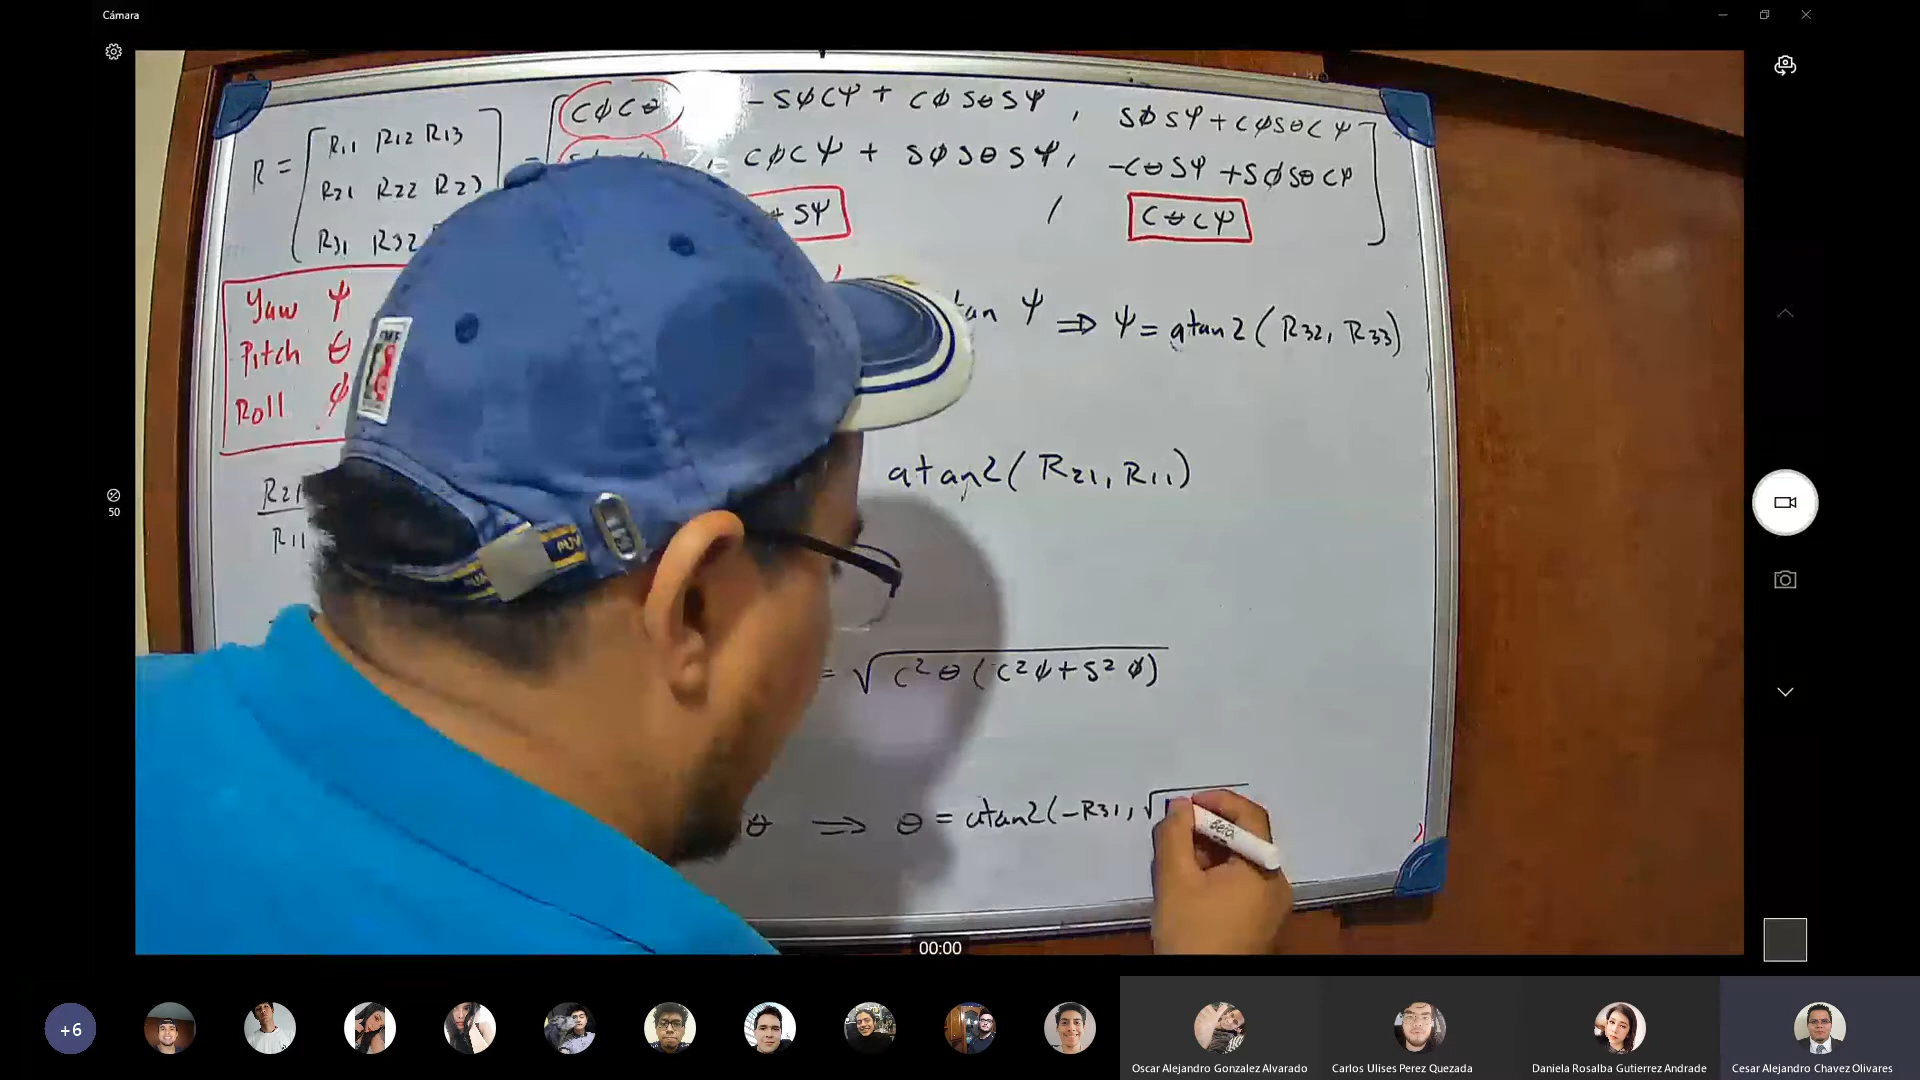 Cámara
CϕCθ - SϕCΨ + CϕSθSΨ , SϕSΨ + CϕSθCΨ
R = [ R11 R12 R13 ] =
R21 R22 R23 , CϕCΨ + SϕSθSΨ , -CθSΨ + SϕSθCΨ
R31 R32 SΨ / CθCΨ
Yaw Ψ
Pitch θ
Roll ϕ
tan Ψ ⇒ Ψ = atan2(R32, R33)
R21
R11
atan2(R21, R11)
= √C²θ(C²ϕ+S²ϕ)
θ ⇒ θ = atan2(-R31, √
50
00:00
+6
Oscar Alejandro Gonzalez Alvarado
Carlos Ulises Perez Quezada
Daniela Rosalba Gutierrez Andrade
Cesar Alejandro Chavez Olivares